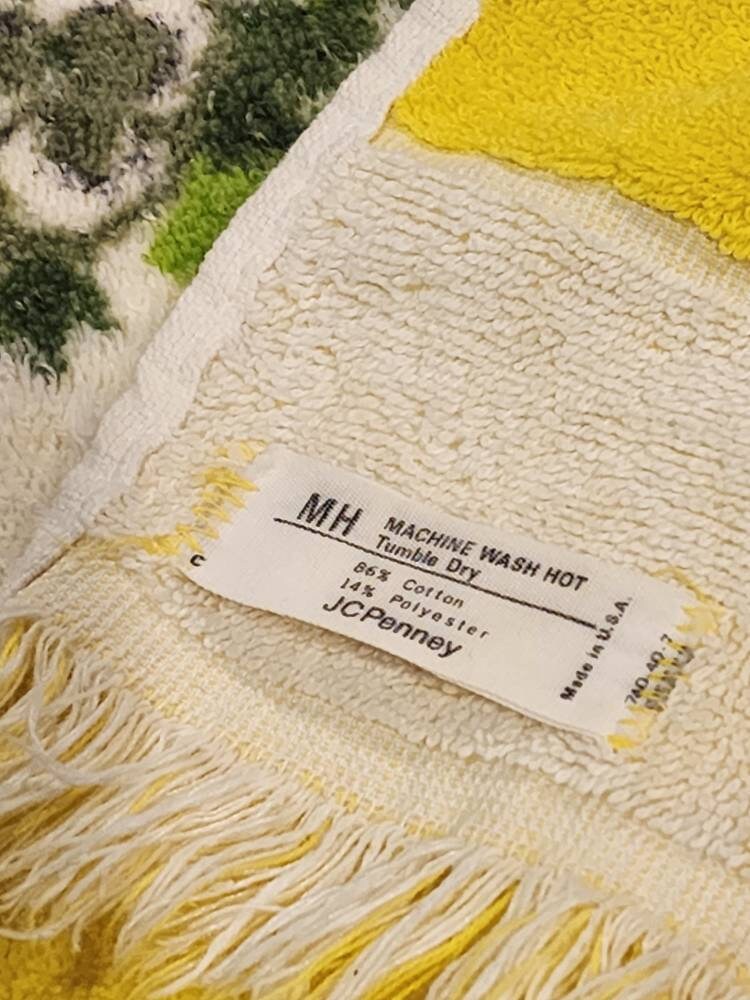 MH MACHINE WASH HOT
Tumble Dry
86% Cotton
14% Polyester
JCPenney
Made in U.S.A.
C